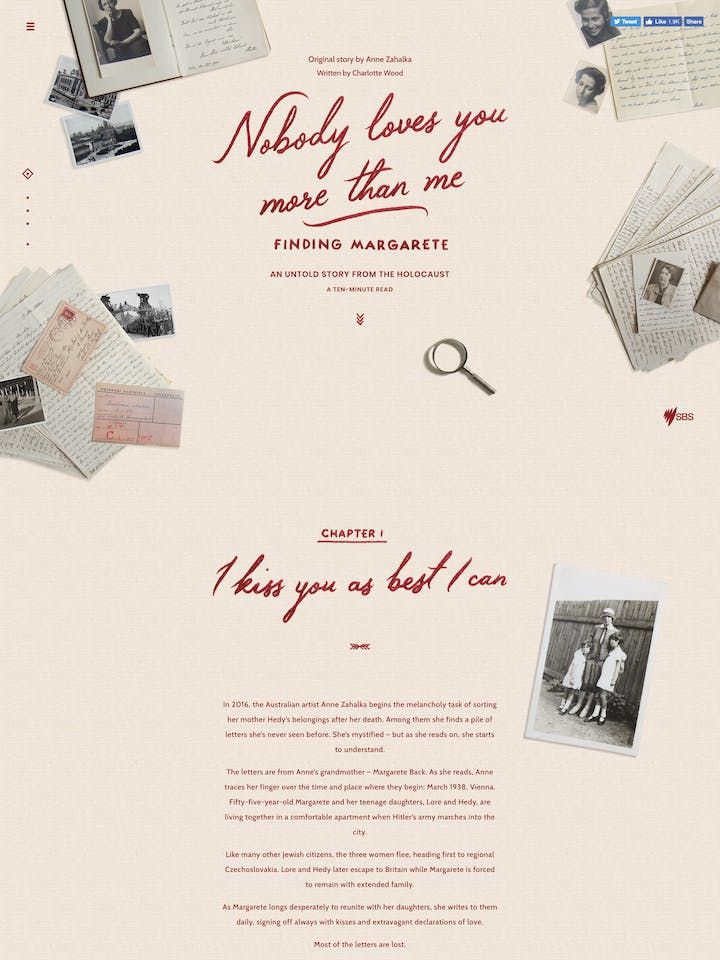 Tweet
Like 1.9K
Share
Original story by Anne Zahalka
Written by Charlotte Wood
Nobody loves you
more than me
FINDING MARGARETE
AN UNTOLD STORY FROM THE HOLOCAUST
A TEN-MINUTE READ
SBS
CHAPTER 1
I kiss you as best I can
In 2016, the Australian artist Anne Zahalka begins the melancholy task of sorting
her mother Hedy's belongings after her death. Among them she finds a pile of
letters she's never seen before. She's mystified – but as she reads on, she starts
to understand.
The letters are from Anne's grandmother – Margarete Back. As she reads, Anne
traces her finger over the time and place where they begin: March 1938, Vienna.
Fifty-five-year-old Margarete and her teenage daughters, Lore and Hedy, are
living together in a comfortable apartment when Hitler's army marches into the
city.
Like many other Jewish citizens, the three women flee, heading first to regional
Czechoslovakia. Lore and Hedy later escape to Britain while Margarete is forced
to remain with extended family.
As Margarete longs desperately to reunite with her daughters, she writes to them
daily, signing off always with kisses and extravagant declarations of love.
Most of the letters are lost.